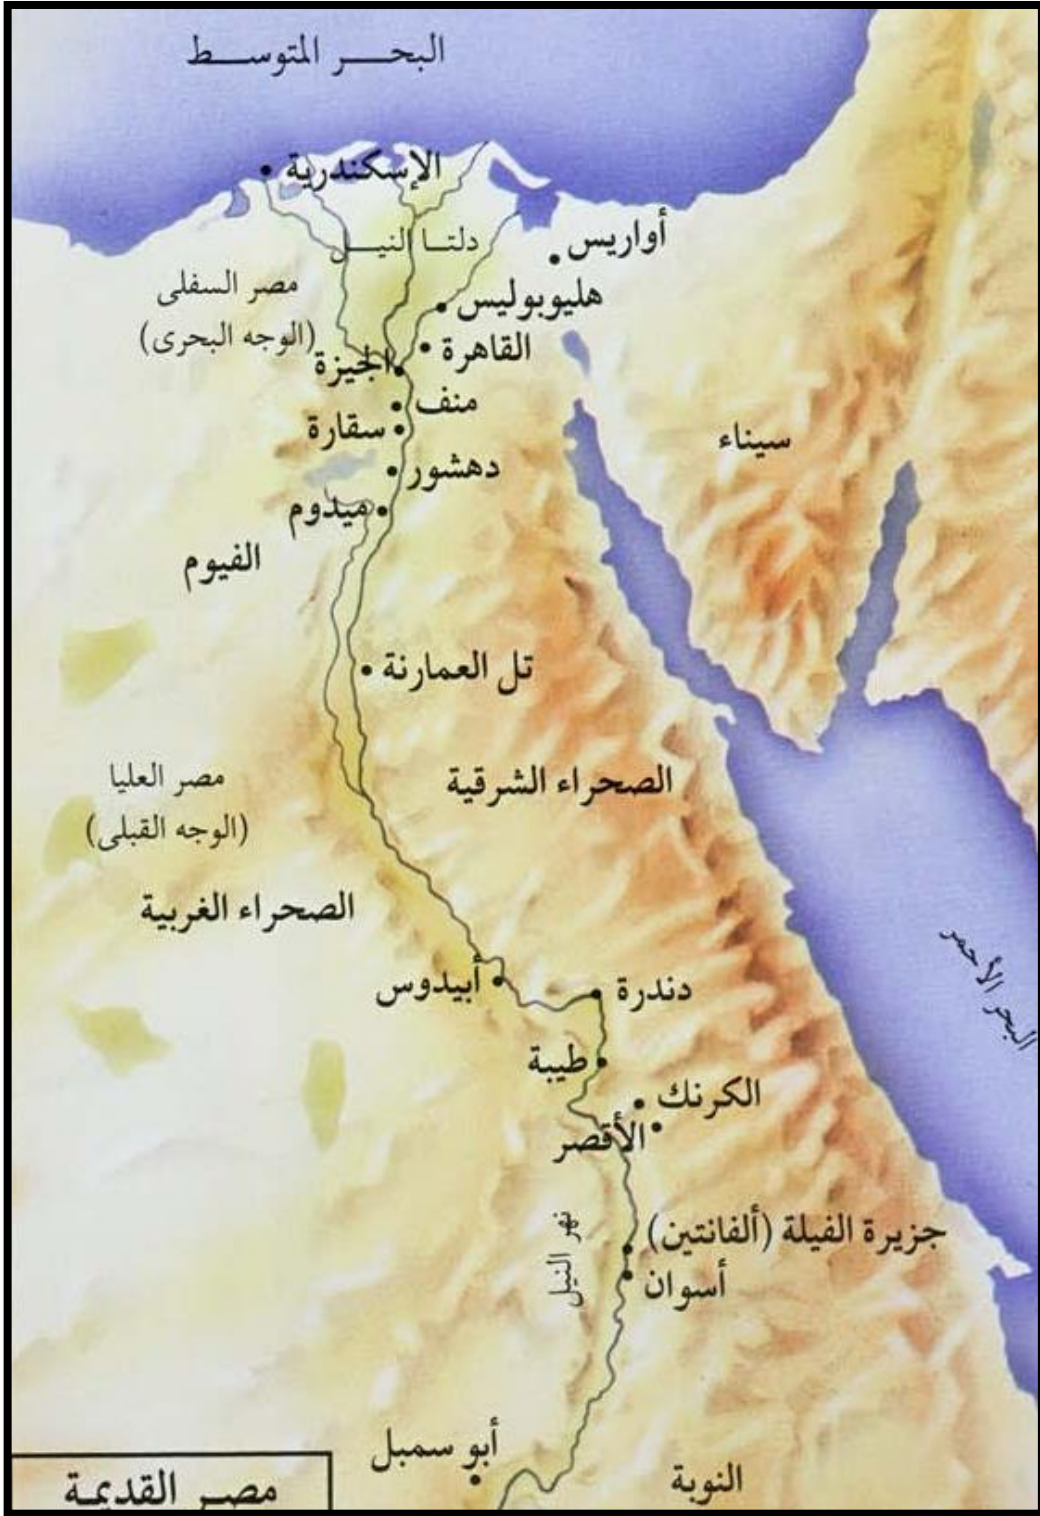 البحر المتوسط
الإسكندرية
دلتا النيل
أواريس
مصر السفلى
(الوجه البحرى)
هليوبوليس
القاهرة
الجيزة
منف
سقارة
دهشور
ميدوم
الفيوم
سيناء
تل العمارنة
مصر العليا
(الوجه القبلى)
الصحراء الشرقية
الصحراء الغربية
البحر الأحمر
أبيدوس
دندرة
طيبة
الكرنك
الأقصر
نهر النيل
جزيرة الفيلة (ألفانتين)
أسوان
أبو سمبل
النوبة
مصر القديمة